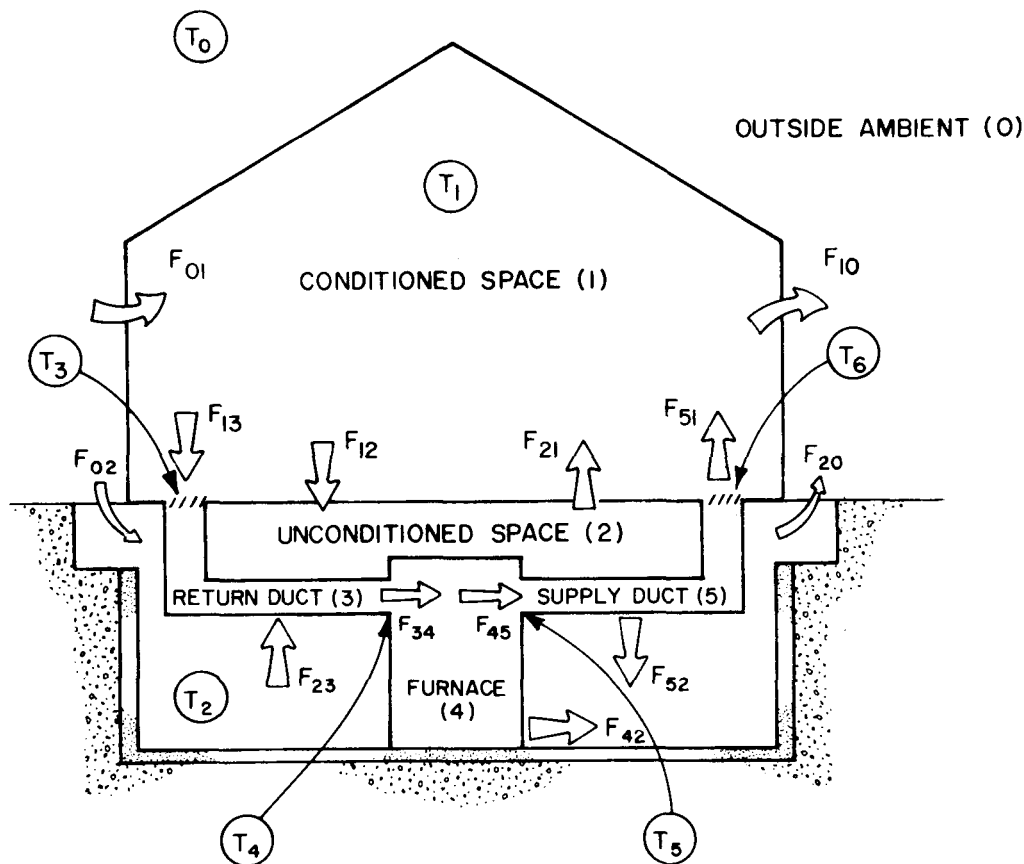 T0
OUTSIDE AMBIENT (0)
T1
F01
CONDITIONED SPACE (1)
F10
T3
T6
F13
F12
F21
F51
F02
F20
UNCONDITIONED SPACE (2)
RETURN DUCT (3)
SUPPLY DUCT (5)
F34
F45
F23
F52
T2
FURNACE
(4)
F42
T4
T5